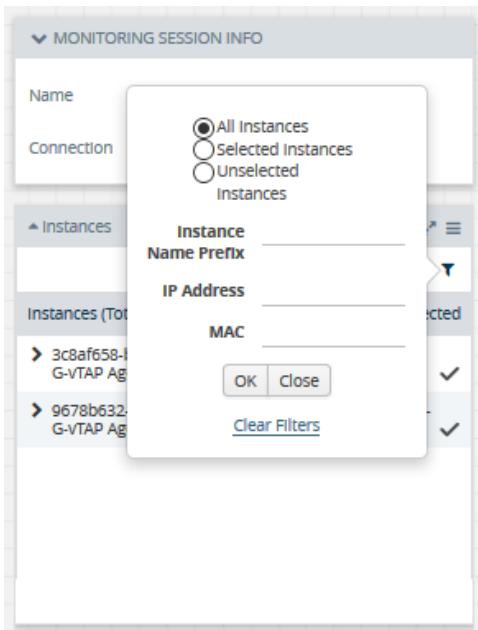 MONITORING SESSION INFO
Name
Connection
All Instances
Selected Instances
Unselected
Instances
Instance
Name Prefix
IP Address
MAC
OK Close
Clear Filters
Instances
Instances (Tot
ected
3c8af658-
G-vTAP Ag
9678b632-
G-vTAP Ag